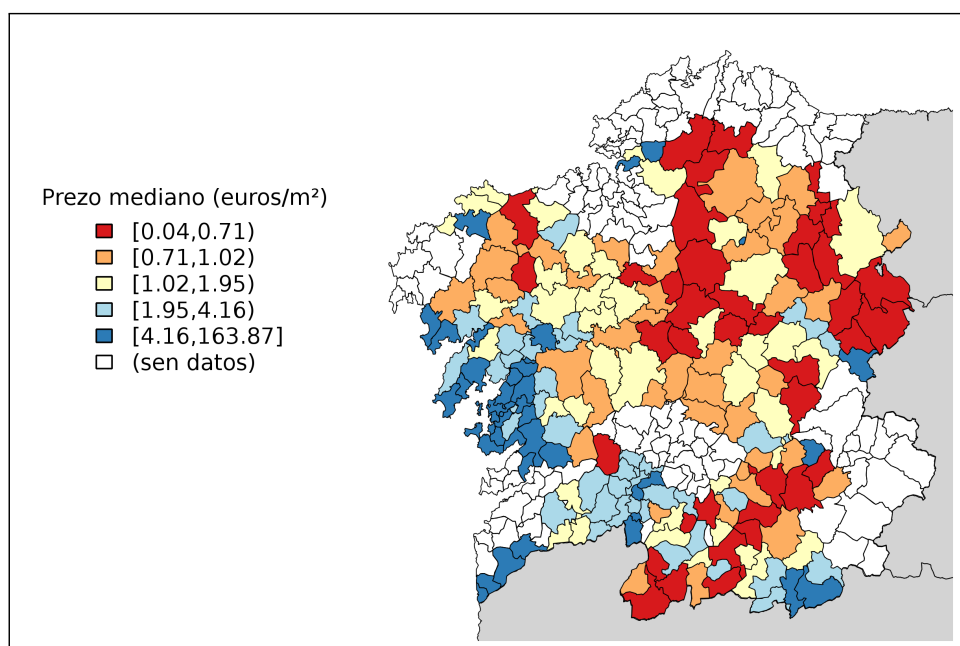 Prezo mediano (euros/m²)
[0.04,0.71)
[0.71,1.02)
[1.02,1.95)
[1.95,4.16)
[4.16,163.87]
(sen datos)